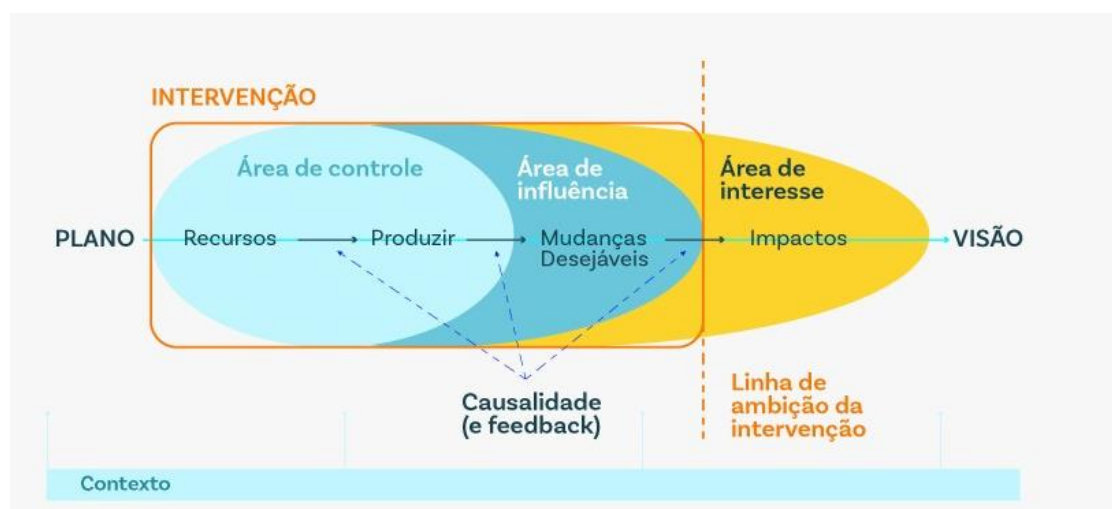 INTERVENÇÃO
Área de controle
Área de
influência
Área de
interesse
PLANO
Recursos
Produzir
Mudanças
Desejáveis
Impactos
VISÃO
Causalidade
(e feedback)
Linha de
ambição da
intervenção
Contexto